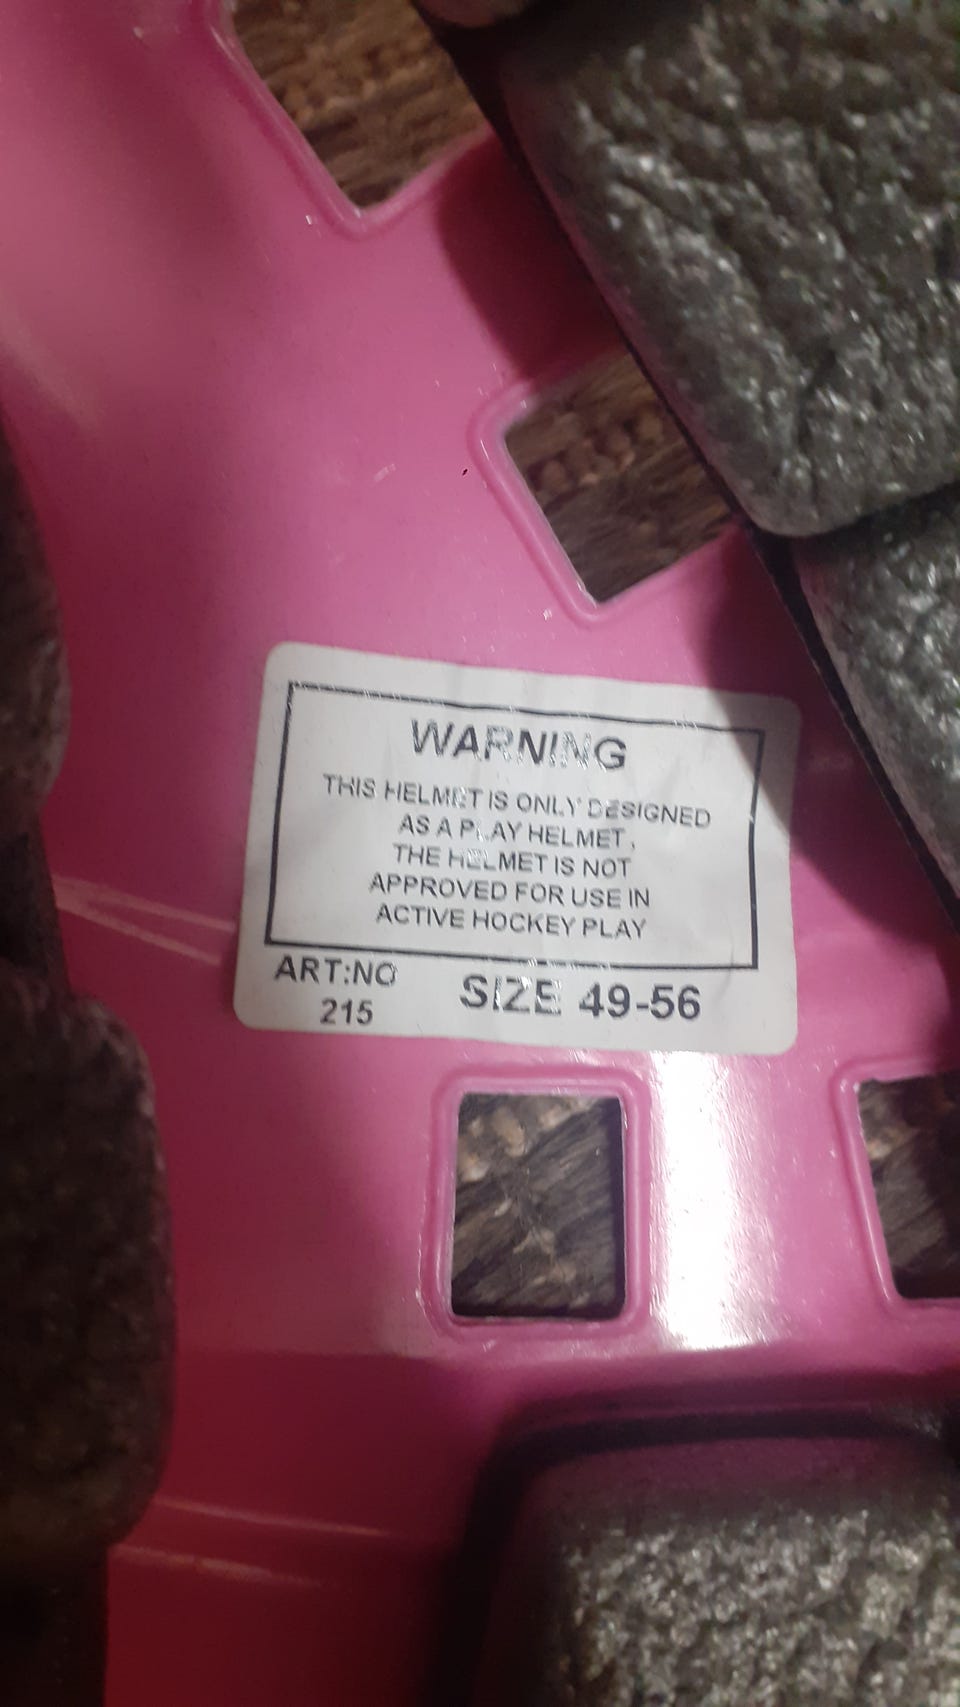 WARNING
THIS HELMET IS ONLY DESIGNED
AS A PLAY HELMET.
THE HELMET IS NOT
APPROVED FOR USE IN
ACTIVE HOCKEY PLAY
ART:NO
215
SIZE 49-56